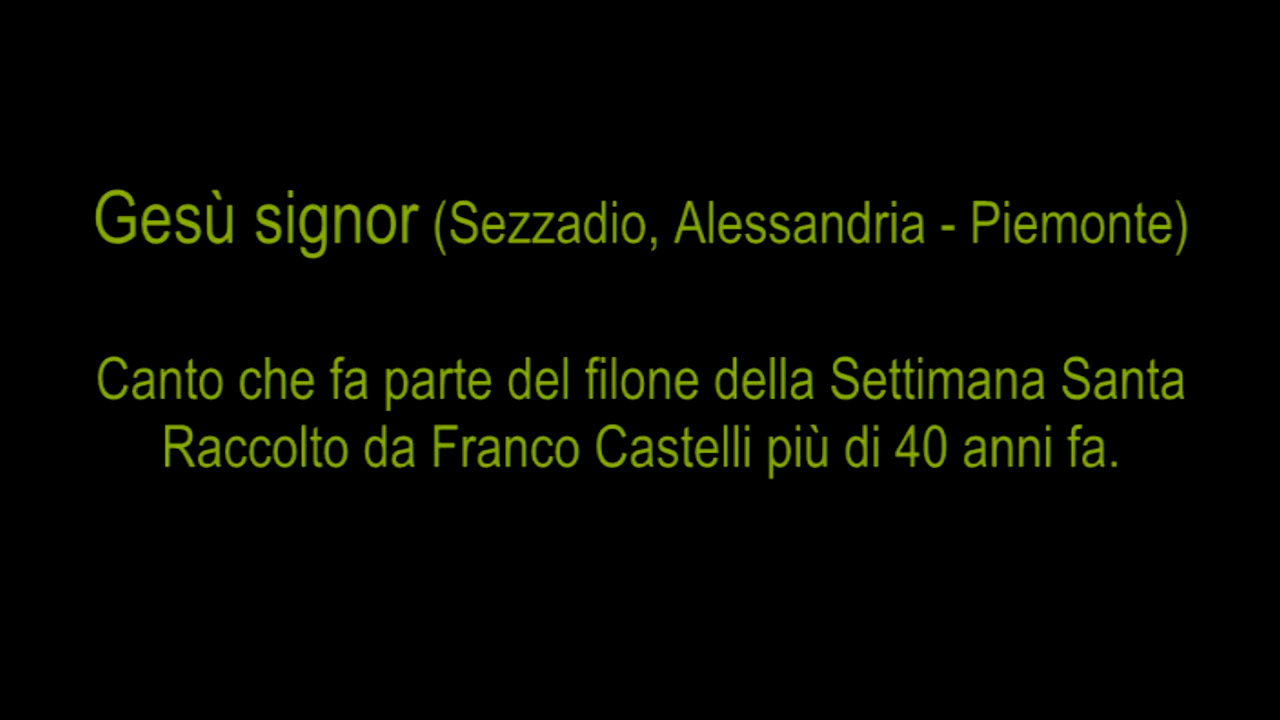 Gesù signor (Sezzadio, Alessandria - Piemonte)
Canto che fa parte del filone della Settimana Santa
Raccolto da Franco Castelli più di 40 anni fa.